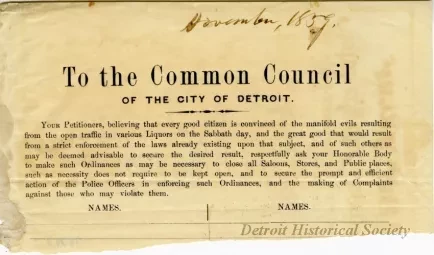 November, 1859.
To the Common Council
OF THE CITY OF DETROIT.
YOUR Petitioners, believing that every good citizen is convinced of the manifold evils resulting
from the open traffic in various Liquors on the Sabbath day, and the great good that would result
from a strict enforcement of the laws already existing upon that subject, and of such others as
may be deemed advisable to secure the desired result, respectfully ask your Honorable Body
to make such Ordinances as may be necessary to close all Saloons, Stores, and Public places,
such as necessity does not require to be kept open, and to secure the prompt and efficient
action of the Police Officers in enforcing such Ordinances, and the making of Complaints
against those who may violate them.
NAMES. NAMES.
Detroit Historical Society